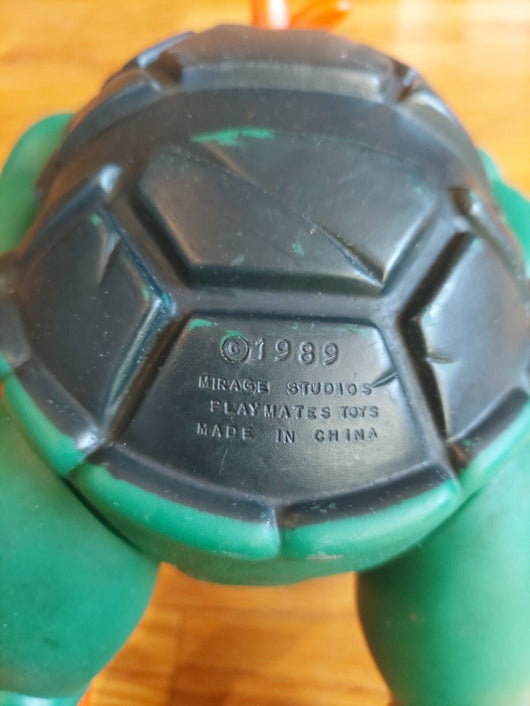 ©1989
MIRAGE STUDIOS
PLAYMATES TOYS
MADE IN CHINA